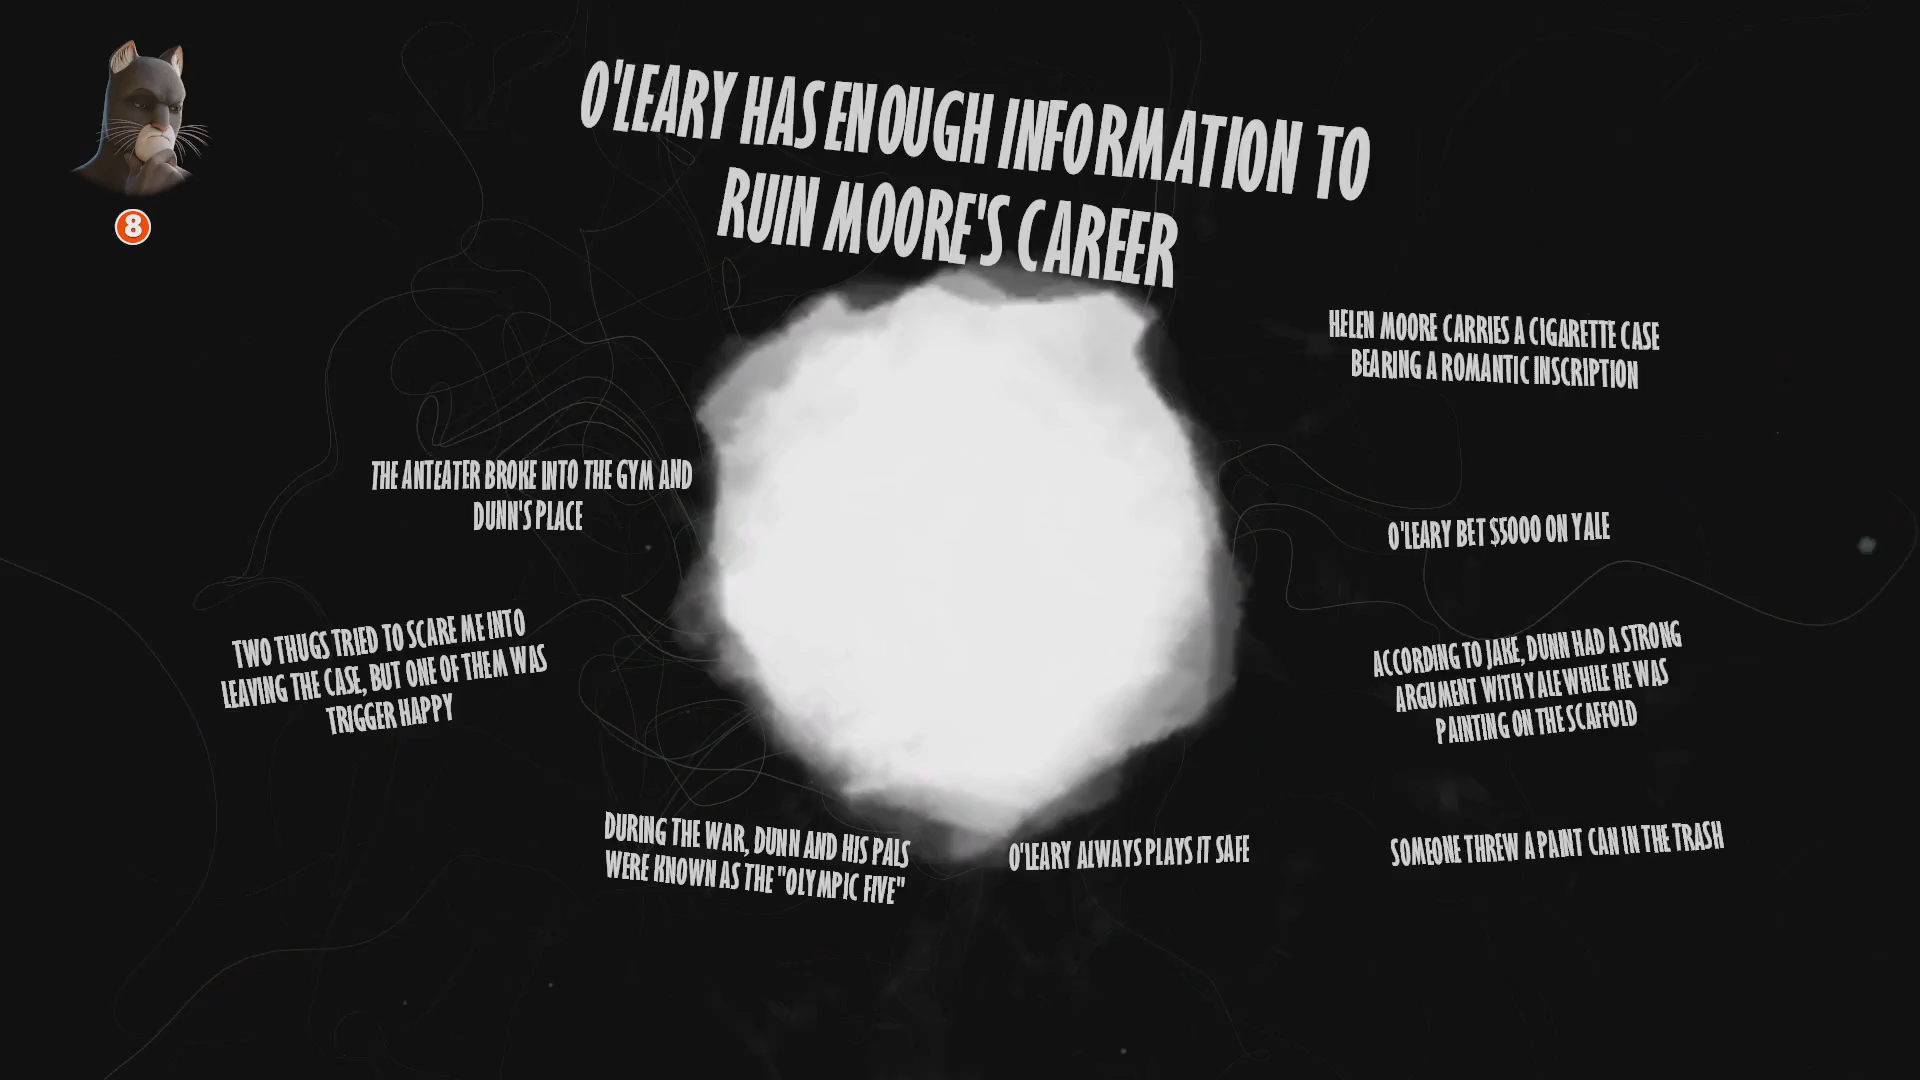 O'LEARY HAS ENOUGH INFORMATION TO
RUIN MOORE'S CAREER
8
HELEN MOORE CARRIES A CIGARETTE CASE
BEARING A ROMANTIC INSCRIPTION
THE ANTEATER BROKE INTO THE GYM AND
DUNN'S PLACE
O'LEARY BET $5000 ON YALE
TWO THUGS TRIED TO SCARE ME INTO
LEAVING THE CASE, BUT ONE OF THEM WAS
TRIGGER HAPPY
ACCORDING TO JAKE, DUNN HAD A STRONG
ARGUMENT WITH YALE WHILE HE WAS
PAINTING ON THE SCAFFOLD
DURING THE WAR, DUNN AND HIS PALS
WERE KNOWN AS THE "OLYMPIC FIVE"
O'LEARY ALWAYS PLAYS IT SAFE
SOMEONE THREW A PAINT CAN IN THE TRASH